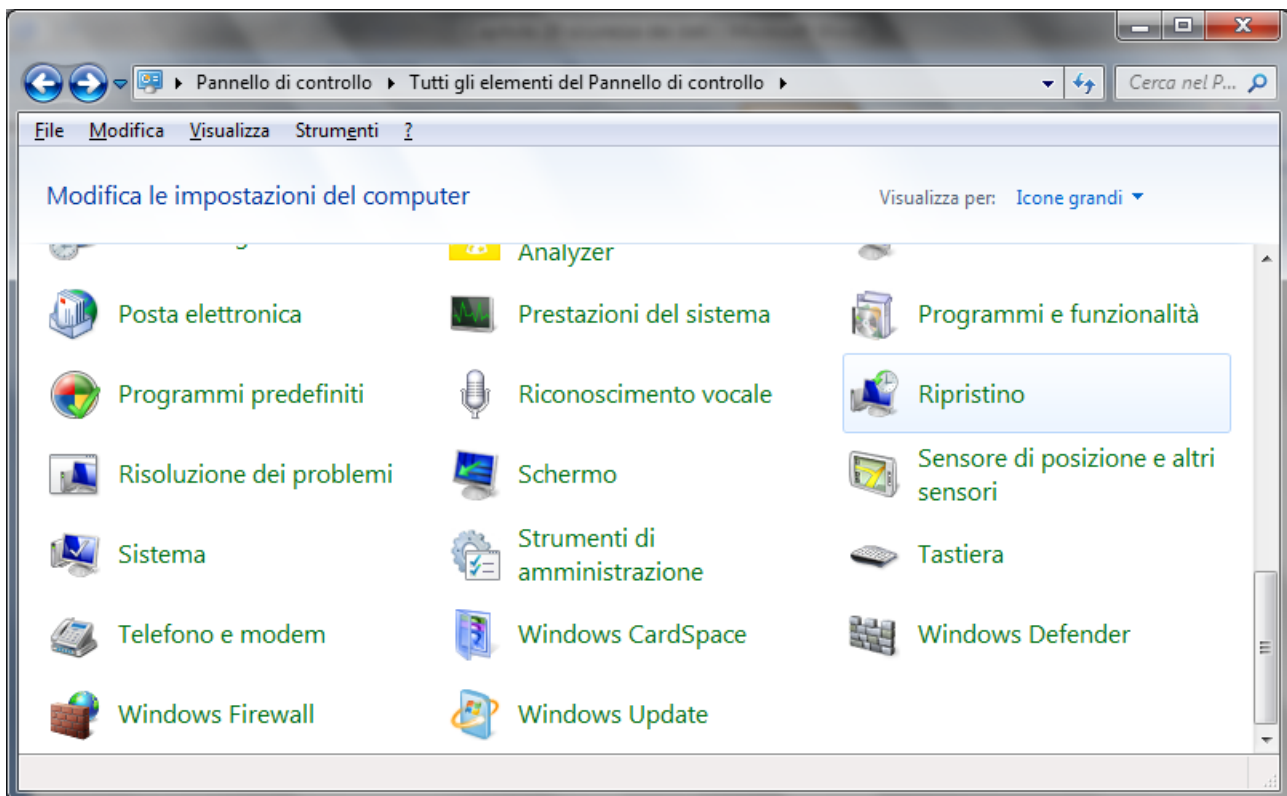 Pannello di controllo Tutti gli elementi del Pannello di controllo Cerca nel P...
File Modifica Visualizza Strumenti ?
Modifica le impostazioni del computer Visualizza per: Icone grandi
Analyzer
Posta elettronica Prestazioni del sistema Programmi e funzionalità
Programmi predefiniti Riconoscimento vocale Ripristino
Risoluzione dei problemi Schermo Sensore di posizione e altri
sensori
Sistema Strumenti di
amministrazione Tastiera
Telefono e modem Windows CardSpace Windows Defender
Windows Firewall Windows Update